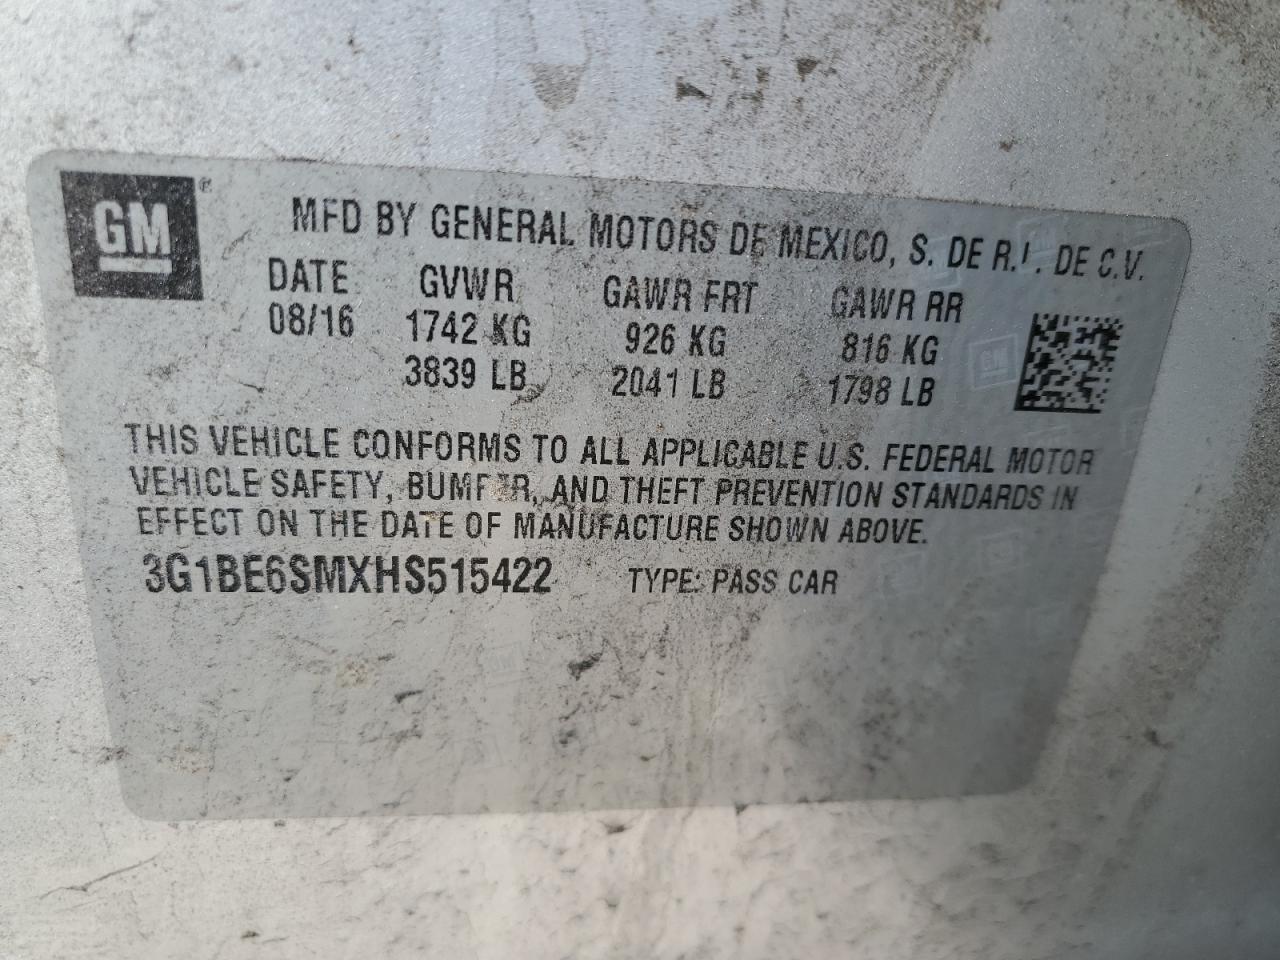 GM®
MFD BY GENERAL MOTORS DE MEXICO, S. DE R.L. DE C.V.
DATE GVWR GAWR FRT GAWR RR
08/16 1742 KG 926 KG 816 KG
3839 LB 2041 LB 1798 LB
THIS VEHICLE CONFORMS TO ALL APPLICABLE U.S. FEDERAL MOTOR
VEHICLE SAFETY, BUMPER, AND THEFT PREVENTION STANDARDS IN
EFFECT ON THE DATE OF MANUFACTURE SHOWN ABOVE.
3G1BE6SMXHS515422 TYPE: PASS CAR